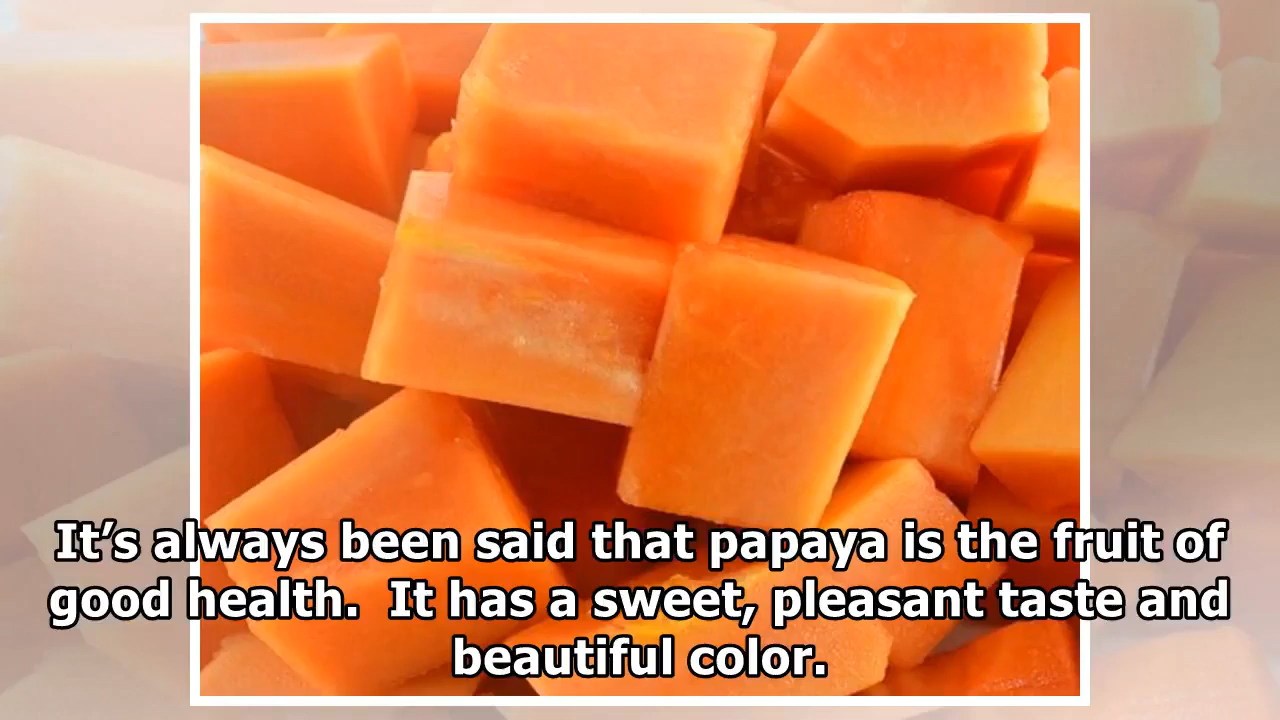 It’s always been said that papaya is the fruit of
good health.  It has a sweet, pleasant taste and
beautiful color.